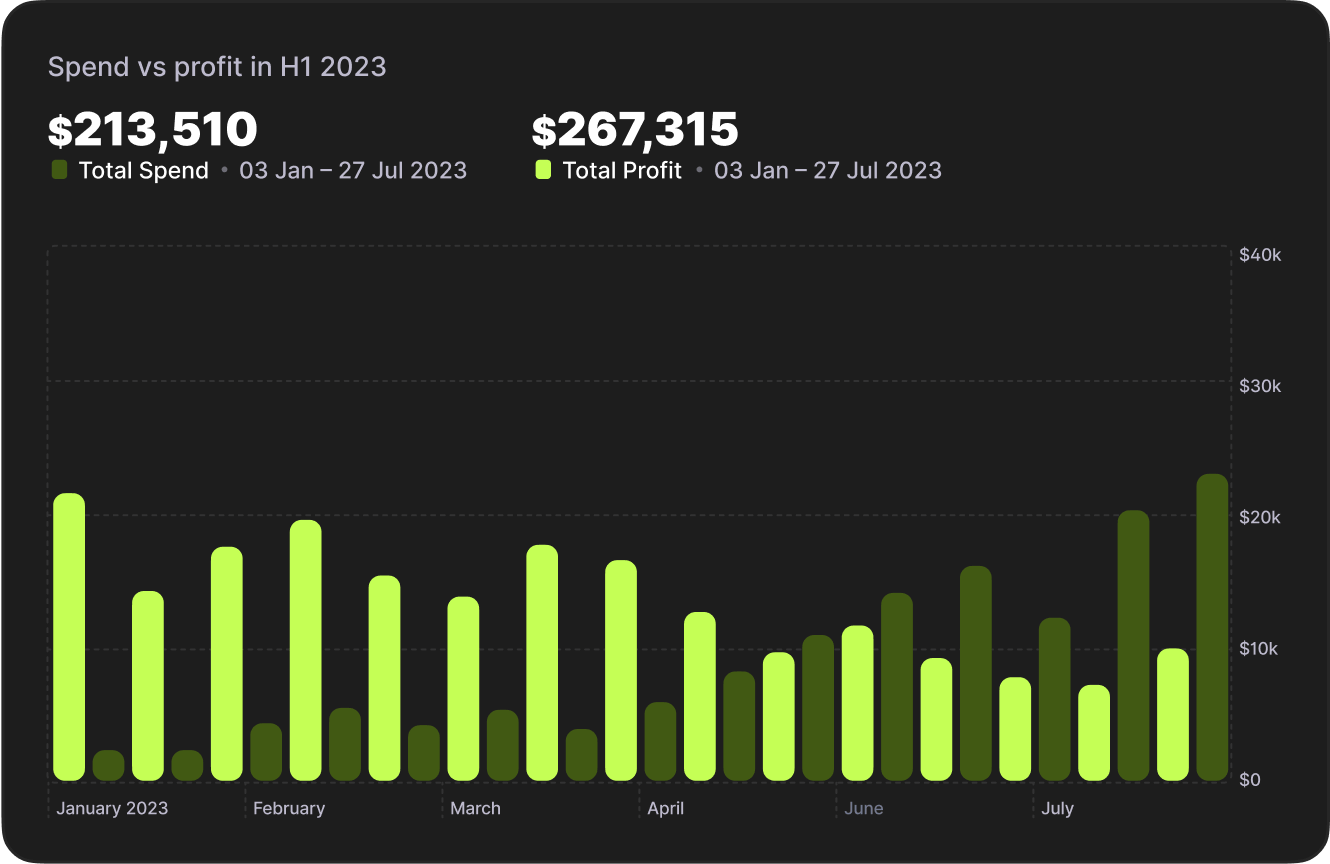 Spend vs profit in H1 2023
$213,510
Total Spend • 03 Jan – 27 Jul 2023
$267,315
Total Profit • 03 Jan – 27 Jul 2023
$40k
$30k
$20k
$10k
$0
January 2023 February March April June July